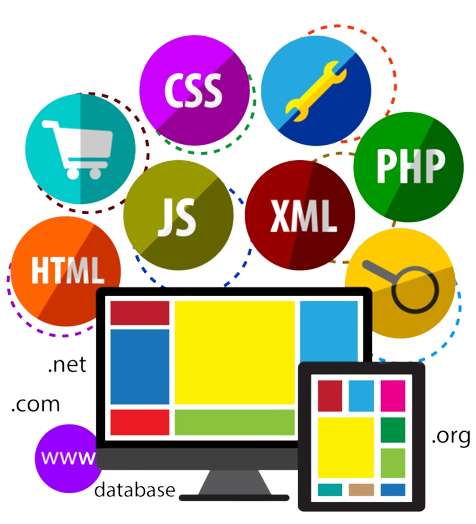 CSS
PHP
JS
XML
HTML
.net
.com
.org
www
database